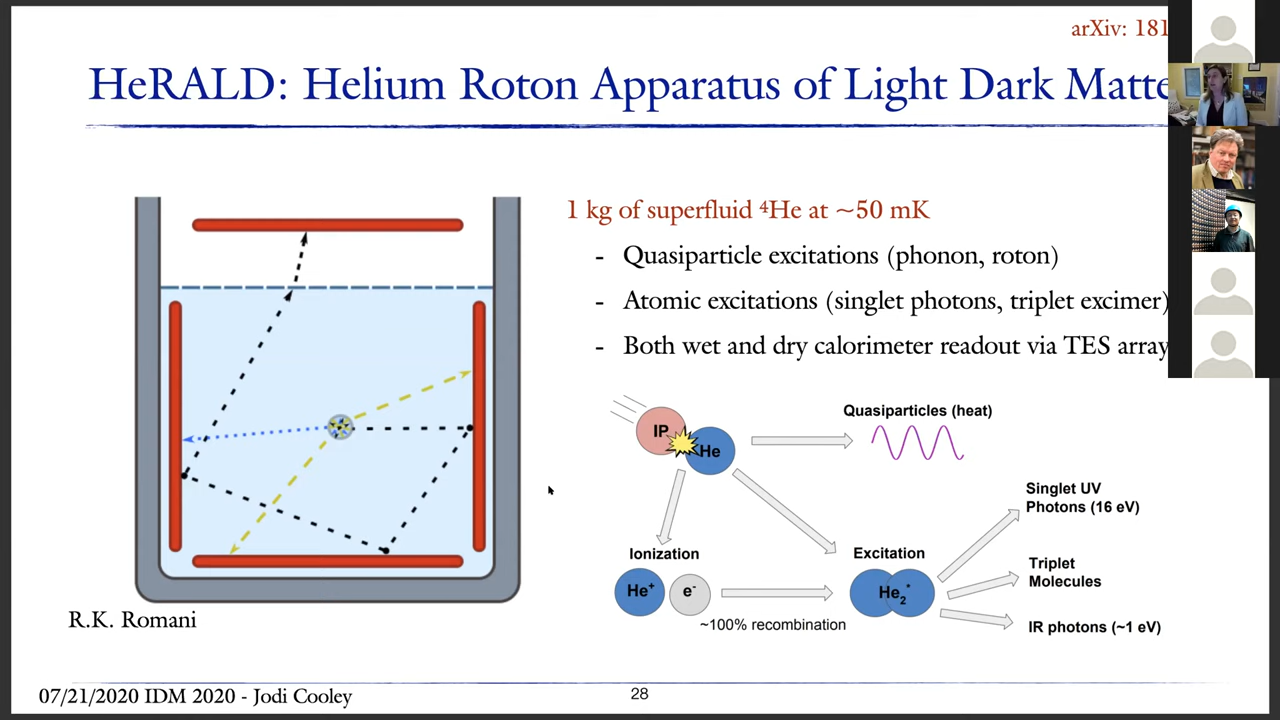 arXiv: 181
HeRALD: Helium Roton Apparatus of Light Dark Matte
1 kg of superfluid ⁴He at ~50 mK
- Quasiparticle excitations (phonon, roton)
- Atomic excitations (singlet photons, triplet excimer)
- Both wet and dry calorimeter readout via TES array
IP
He
Quasiparticles (heat)
Singlet UV
Photons (16 eV)
Ionization
Excitation
Triplet
Molecules
He⁺
e⁻
He₂*
~100% recombination
IR photons (~1 eV)
R.K. Romani
07/21/2020 IDM 2020 - Jodi Cooley
28